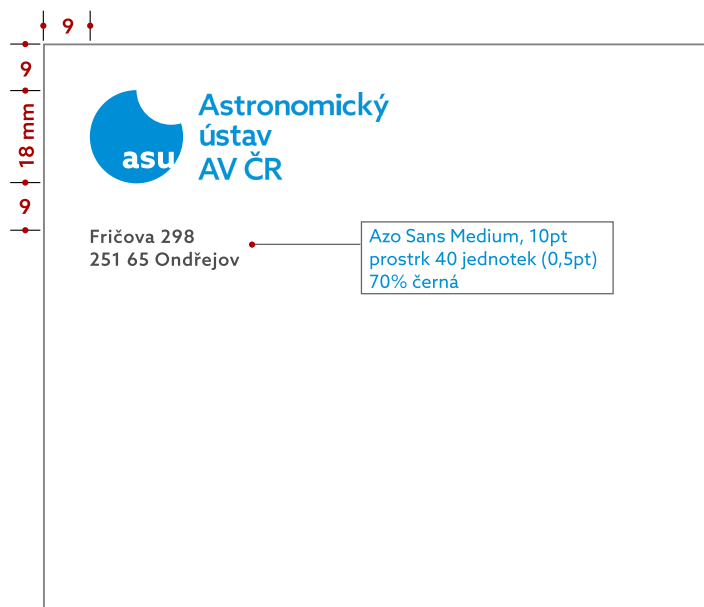 9
9
18 mm
9
asu
Astronomický
ústav
AV ČR
Fričova 298
251 65 Ondřejov
Azo Sans Medium, 10pt
prostrk 40 jednotek (0,5pt)
70% černá